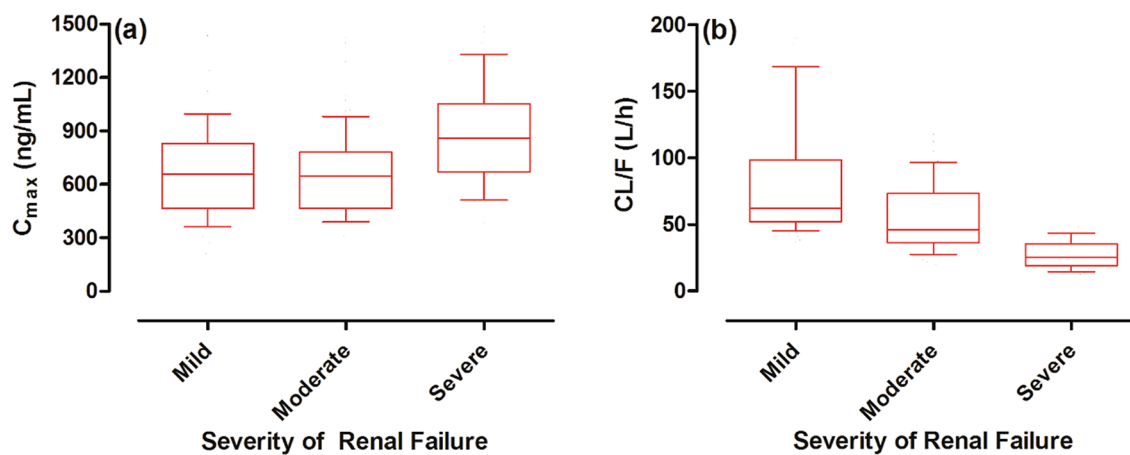 (a)
C_max (ng/mL)
1500
1200
900
600
300
0
Mild
Moderate
Severe
Severity of Renal Failure
(b)
CL/F (L/h)
200
150
100
50
0
Mild
Moderate
Severe
Severity of Renal Failure